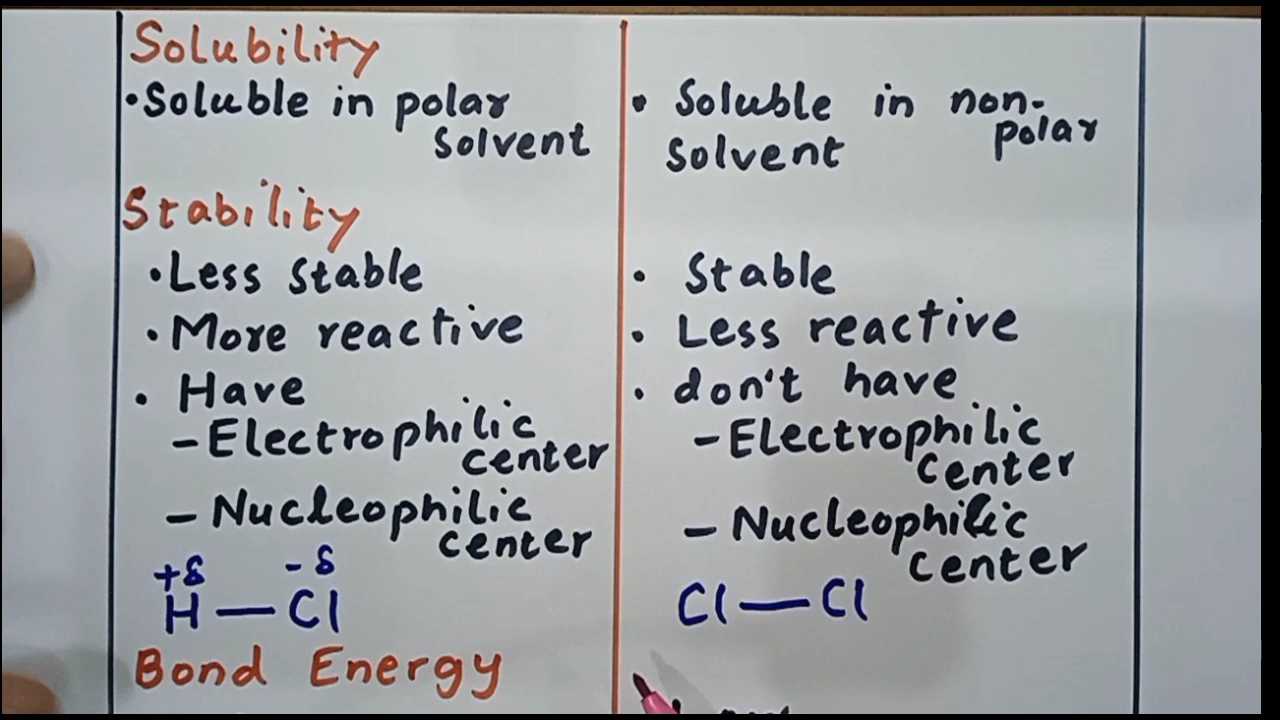 Solubility
•Soluble in polar
solvent
• Soluble in non-
polar
solvent
Stability
•Less stable
•More reactive
• Have
-Electrophilic
center
- Nucleophilic
center
+δ -δ
H — Cl
• Stable
• Less reactive
• don't have
-Electrophilic
center
- Nucleophilic
center
Cl — Cl
Bond Energy